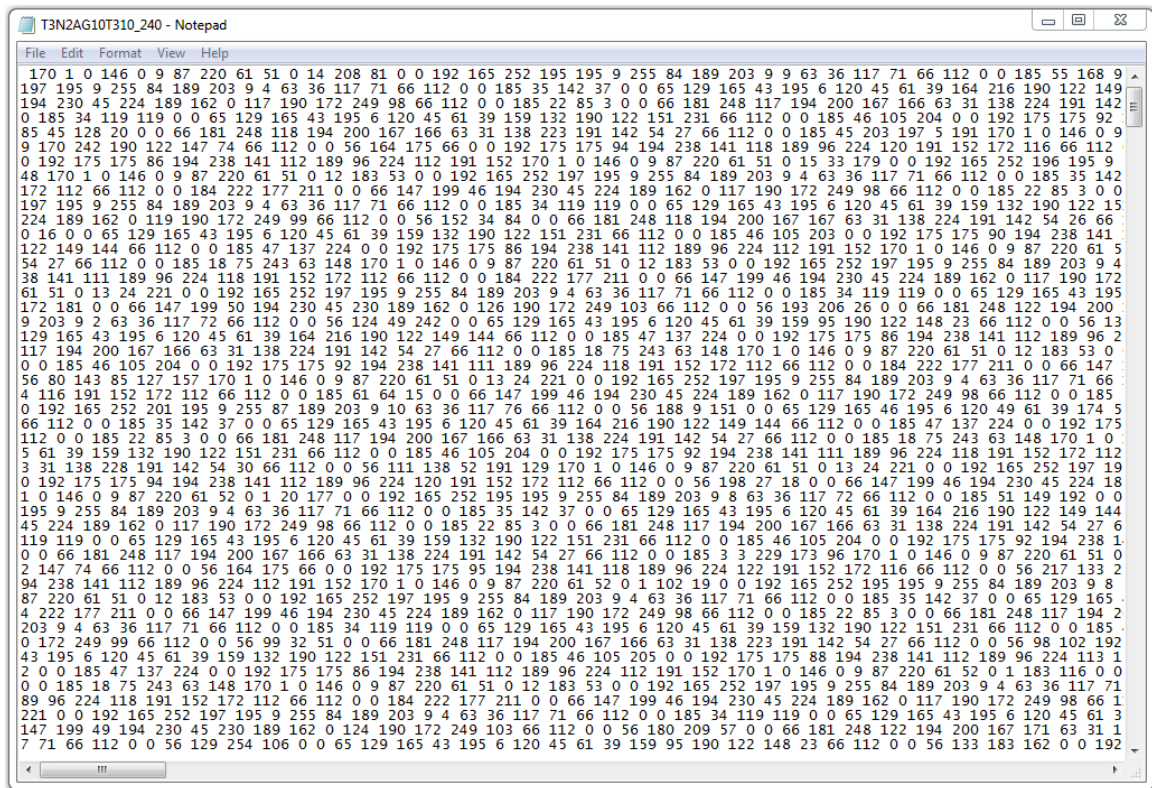 T3N2AG10T310_240 - Notepad
File Edit Format View Help
170 1 0 146 0 9 87 220 61 51 0 14 208 81 0 0 192 165 252 195 195 9 255 84 189 203 9 9 63 36 117 71 66 112 0 0 185 55 168 9
197 195 9 255 84 189 203 9 4 63 36 117 71 66 112 0 0 185 35 142 37 0 0 65 129 165 43 195 6 120 45 61 39 164 216 190 122 149
194 230 45 224 189 162 0 117 190 172 249 98 66 112 0 0 185 22 85 3 0 0 66 181 248 117 194 200 167 166 63 31 138 224 191 142
0 185 34 119 119 0 0 65 129 165 43 195 6 120 45 61 39 159 132 190 122 151 231 66 112 0 0 185 46 105 204 0 0 192 175 175 92
85 45 128 20 0 0 66 181 248 118 194 200 167 166 63 31 138 223 191 142 54 27 66 112 0 0 185 45 203 197 5 191 170 1 0 146 0 9
9 170 242 190 122 147 74 66 112 0 0 56 164 175 66 0 0 192 175 175 94 194 238 141 118 189 96 224 120 191 152 172 116 66 112
0 192 175 175 86 194 238 141 112 189 96 224 112 191 152 170 1 0 146 0 9 87 220 61 51 0 15 33 179 0 0 192 165 252 196 195 9
48 170 1 0 146 0 9 87 220 61 51 0 12 183 53 0 0 192 165 252 197 195 9 255 84 189 203 9 4 63 36 117 71 66 112 0 0 185 35 142
172 112 66 112 0 0 184 222 177 211 0 0 66 147 199 46 194 230 45 224 189 162 0 117 190 172 249 98 66 112 0 0 185 22 85 3 0 0
197 195 9 255 84 189 203 9 4 63 36 117 71 66 112 0 0 185 34 119 119 0 0 65 129 165 43 195 6 120 45 61 39 159 132 190 122 15
224 189 162 0 119 190 172 249 99 66 112 0 0 56 152 34 84 0 0 66 181 248 118 194 200 167 167 63 31 138 224 191 142 54 26 66
0 16 0 0 65 129 165 43 195 6 120 45 61 39 159 132 190 122 151 231 66 112 0 0 185 46 105 203 0 0 192 175 175 90 194 238 141
122 149 144 66 112 0 0 185 47 137 224 0 0 192 175 175 86 194 238 141 112 189 96 224 112 191 152 170 1 0 146 0 9 87 220 61 5
54 27 66 112 0 0 185 18 75 243 63 148 170 1 0 146 0 9 87 220 61 51 0 12 183 53 0 0 192 165 252 197 195 9 255 84 189 203 9 4
38 141 111 189 96 224 118 191 152 172 112 66 112 0 0 184 222 177 211 0 0 66 147 199 46 194 230 45 224 189 162 0 117 190 172
61 51 0 13 24 221 0 0 192 165 252 197 195 9 255 84 189 203 9 4 63 36 117 71 66 112 0 0 185 34 119 119 0 0 65 129 165 43 195
172 181 0 0 66 147 199 50 194 230 45 230 189 162 0 126 190 172 249 103 66 112 0 0 56 193 206 26 0 0 66 181 248 122 194 200
9 203 9 2 63 36 117 72 66 112 0 0 56 124 49 242 0 0 65 129 165 43 195 6 120 45 61 39 159 95 190 122 148 23 66 112 0 0 56 13
129 165 43 195 6 120 45 61 39 164 216 190 122 149 144 66 112 0 0 185 47 137 224 0 0 192 175 175 86 194 238 141 112 189 96 2
117 194 200 167 166 63 31 138 224 191 142 54 27 66 112 0 0 185 18 75 243 63 148 170 1 0 146 0 9 87 220 61 51 0 12 183 53 0
0 0 185 46 105 204 0 0 192 175 175 92 194 238 141 111 189 96 224 118 191 152 172 112 66 112 0 0 184 222 177 211 0 0 66 147
56 80 143 85 127 157 170 1 0 146 0 9 87 220 61 51 0 13 24 221 0 0 192 165 252 197 195 9 255 84 189 203 9 4 63 36 117 71 66
4 116 191 152 172 112 66 112 0 0 185 61 64 15 0 0 66 147 199 46 194 230 45 224 189 162 0 117 190 172 249 98 66 112 0 0 185
0 192 165 252 201 195 9 255 87 189 203 9 10 63 36 117 76 66 112 0 0 56 188 9 151 0 0 65 129 165 46 195 6 120 49 61 39 174 5
66 112 0 0 185 35 142 37 0 0 65 129 165 43 195 6 120 45 61 39 164 216 190 122 149 144 66 112 0 0 185 47 137 224 0 0 192 175
112 0 0 185 22 85 3 0 0 66 181 248 117 194 200 167 166 63 31 138 224 191 142 54 27 66 112 0 0 185 18 75 243 63 148 170 1 0
5 61 39 159 132 190 122 151 231 66 112 0 0 185 46 105 204 0 0 192 175 175 92 194 238 141 111 189 96 224 118 191 152 172 112
3 31 138 228 191 142 54 30 66 112 0 0 56 111 138 52 191 129 170 1 0 146 0 9 87 220 61 51 0 13 24 221 0 0 192 165 252 197 19
0 192 175 175 94 194 238 141 112 189 96 224 120 191 152 172 112 66 112 0 0 56 198 27 18 0 0 66 147 199 46 194 230 45 224 18
1 0 146 0 9 87 220 61 52 0 1 20 177 0 0 192 165 252 195 195 9 255 84 189 203 9 8 63 36 117 72 66 112 0 0 185 51 149 192 0 0
195 9 255 84 189 203 9 4 63 36 117 71 66 112 0 0 185 35 142 37 0 0 65 129 165 43 195 6 120 45 61 39 164 216 190 122 149 144
45 224 189 162 0 117 190 172 249 98 66 112 0 0 185 22 85 3 0 0 66 181 248 117 194 200 167 166 63 31 138 224 191 142 54 27 6
119 119 0 0 65 129 165 43 195 6 120 45 61 39 159 132 190 122 151 231 66 112 0 0 185 46 105 204 0 0 192 175 175 92 194 238 1
0 0 66 181 248 117 194 200 167 166 63 31 138 224 191 142 54 27 66 112 0 0 185 3 3 229 173 96 170 1 0 146 0 9 87 220 61 51 0
2 147 74 66 112 0 0 56 164 175 66 0 0 192 175 175 95 194 238 141 118 189 96 224 122 191 152 172 116 66 112 0 0 56 217 133 2
94 238 141 112 189 96 224 112 191 152 170 1 0 146 0 9 87 220 61 52 0 1 102 19 0 0 192 165 252 195 195 9 255 84 189 203 9 8
87 220 61 51 0 12 183 53 0 0 192 165 252 197 195 9 255 84 189 203 9 4 63 36 117 71 66 112 0 0 185 35 142 37 0 0 65 129 165
4 222 177 211 0 0 66 147 199 46 194 230 45 224 189 162 0 117 190 172 249 98 66 112 0 0 185 22 85 3 0 0 66 181 248 117 194 2
203 9 4 63 36 117 71 66 112 0 0 185 34 119 119 0 0 65 129 165 43 195 6 120 45 61 39 159 132 190 122 151 231 66 112 0 0 185
0 172 249 99 66 112 0 0 56 99 32 51 0 0 66 181 248 117 194 200 167 166 63 31 138 223 191 142 54 27 66 112 0 0 56 98 102 192
43 195 6 120 45 61 39 159 132 190 122 151 231 66 112 0 0 185 46 105 205 0 0 192 175 175 88 194 238 141 112 189 96 224 113 1
2 0 0 185 47 137 224 0 0 192 175 175 86 194 238 141 112 189 96 224 112 191 152 170 1 0 146 0 9 87 220 61 52 0 1 183 116 0 0
0 0 185 18 75 243 63 148 170 1 0 146 0 9 87 220 61 51 0 12 183 53 0 0 192 165 252 197 195 9 255 84 189 203 9 4 63 36 117 71
89 96 224 118 191 152 172 112 66 112 0 0 184 222 177 211 0 0 66 147 199 46 194 230 45 224 189 162 0 117 190 172 249 98 66 1
221 0 0 192 165 252 197 195 9 255 84 189 203 9 4 63 36 117 71 66 112 0 0 185 34 119 119 0 0 65 129 165 43 195 6 120 45 61 3
147 199 49 194 230 45 230 189 162 0 124 190 172 249 103 66 112 0 0 56 180 209 57 0 0 66 181 248 122 194 200 167 171 63 31 1
7 71 66 112 0 0 56 129 254 106 0 0 65 129 165 43 195 6 120 45 61 39 159 95 190 122 148 23 66 112 0 0 56 133 183 162 0 0 192